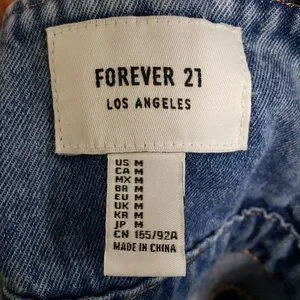 FOREVER 21
LOS ANGELES
US M
CA M
MX M
BR M
EU M
UK M
KR M
JP M
CN 165/92A
MADE IN CHINA